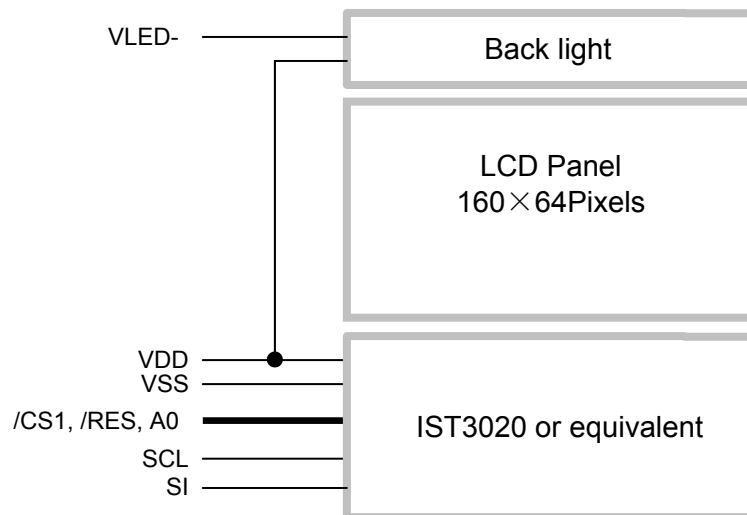 VLED-
Back light
LCD Panel
160×64Pixels
VDD
VSS
/CS1, /RES, A0
IST3020 or equivalent
SCL
SI